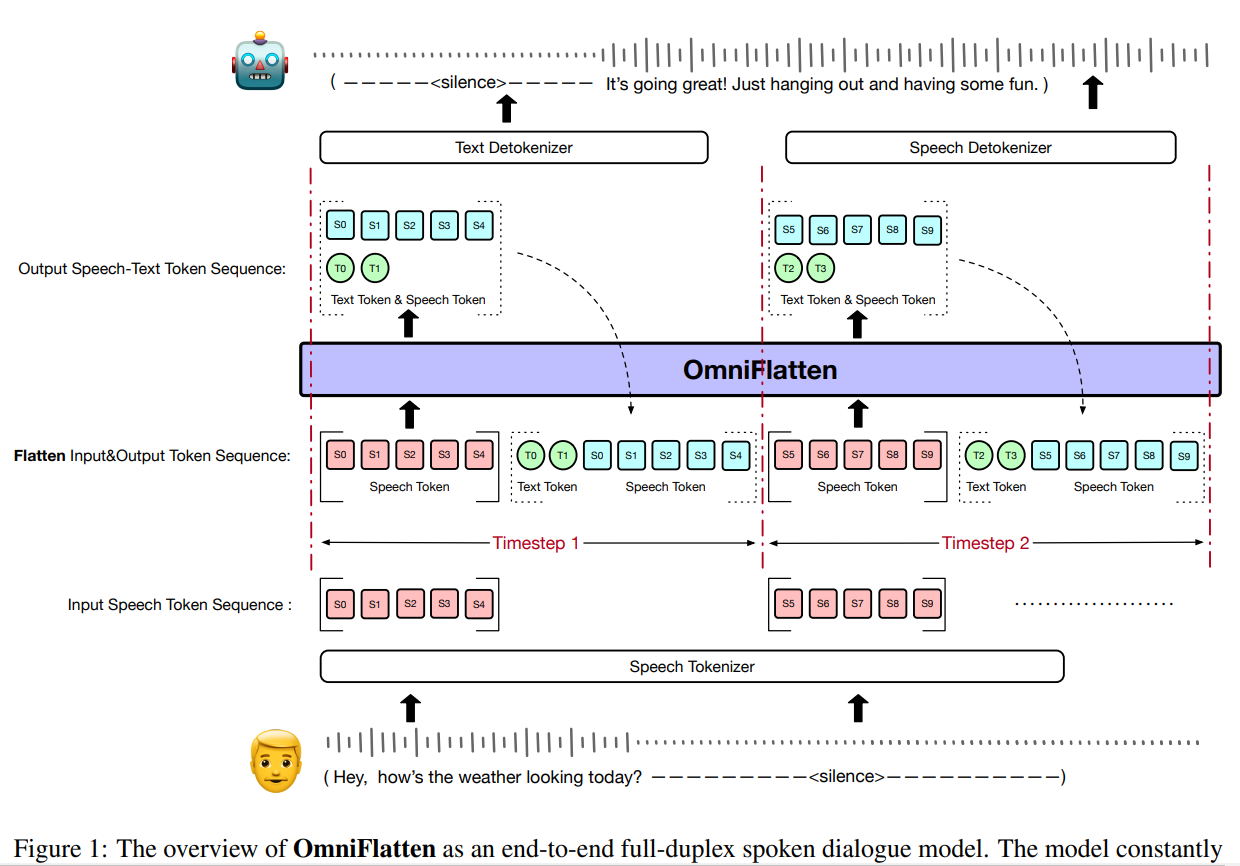 ( —————<silence>————— It's going great! Just hanging out and having some fun. )
Text Detokenizer Speech Detokenizer
S0 S1 S2 S3 S4 S5 S6 S7 S8 S9
Output Speech-Text Token Sequence: T0 T1 T2 T3
Text Token & Speech Token Text Token & Speech Token
OmniFlatten
Flatten Input&Output Token Sequence: S0 S1 S2 S3 S4 T0 T1 S0 S1 S2 S3 S4 S5 S6 S7 S8 S9 T2 T3 S5 S6 S7 S8 S9
Speech Token Text Token Speech Token Speech Token Text Token Speech Token
Timestep 1 Timestep 2
Input Speech Token Sequence : S0 S1 S2 S3 S4 S5 S6 S7 S8 S9 .....................
Speech Tokenizer
( Hey, how's the weather looking today? —————————<silence>——————————)
Figure 1: The overview of OmniFlatten as an end-to-end full-duplex spoken dialogue model. The model constantly